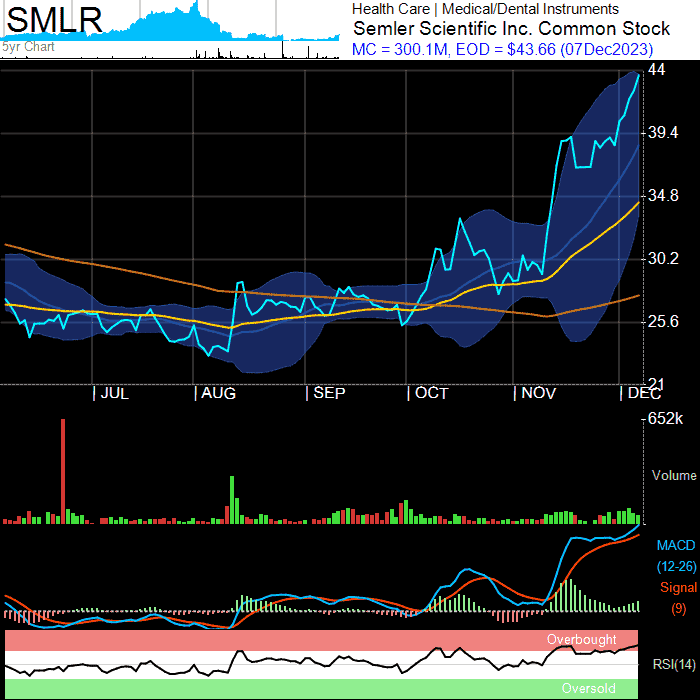 SMLR
5yr Chart
Health Care | Medical/Dental Instruments
Semler Scientific Inc. Common Stock
MC = 300.1M, EOD = $43.66 (07Dec2023)
44
39.4
34.8
30.2
25.6
21
| JUL | AUG | SEP | OCT | NOV | DEC
652k
Volume
MACD
(12-26)
Signal
(9)
Overbought
RSI(14)
Oversold